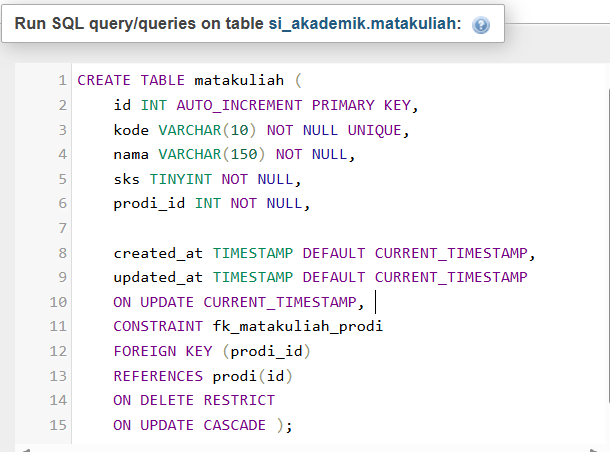 Run SQL query/queries on table si_akademik.matakuliah:
1 CREATE TABLE matakuliah (
2 id INT AUTO_INCREMENT PRIMARY KEY,
3 kode VARCHAR(10) NOT NULL UNIQUE,
4 nama VARCHAR(150) NOT NULL,
5 sks TINYINT NOT NULL,
6 prodi_id INT NOT NULL,
7
8 created_at TIMESTAMP DEFAULT CURRENT_TIMESTAMP,
9 updated_at TIMESTAMP DEFAULT CURRENT_TIMESTAMP
10 ON UPDATE CURRENT_TIMESTAMP,
11 CONSTRAINT fk_matakuliah_prodi
12 FOREIGN KEY (prodi_id)
13 REFERENCES prodi(id)
14 ON DELETE RESTRICT
15 ON UPDATE CASCADE );